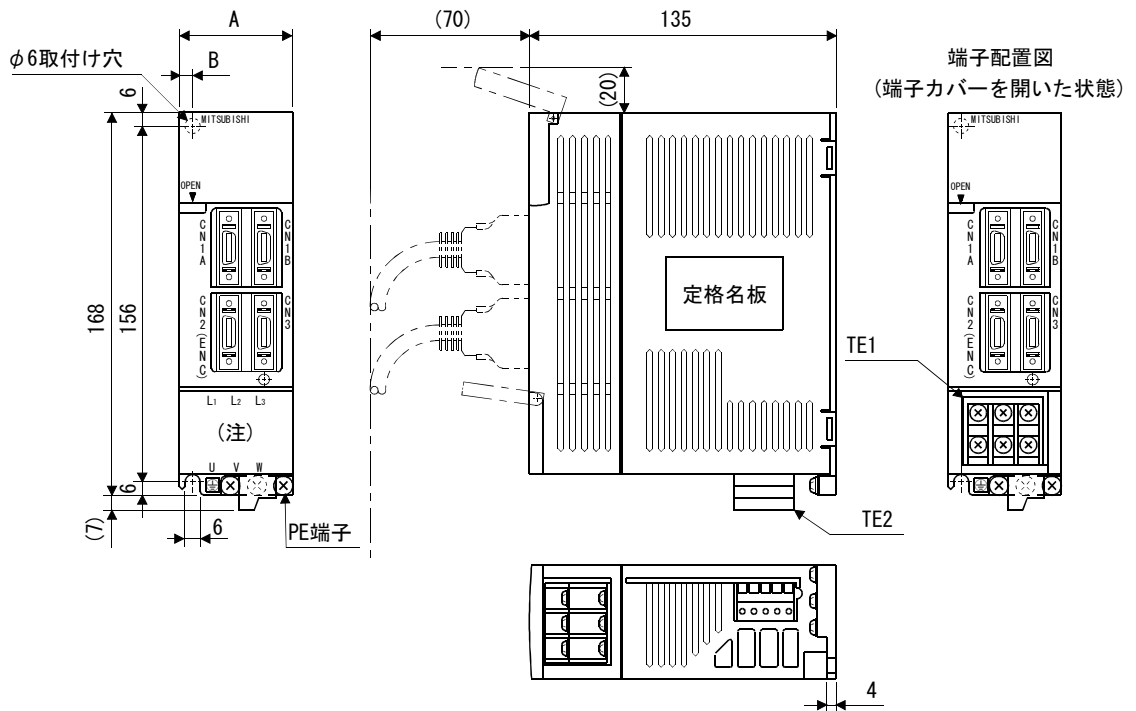 A
(70)
135
φ6取付け穴
B
6
端子配置図
(端子カバーを開いた状態)
(20)
MITSUBISHI
MITSUBISHI
OPEN
OPEN
CN1A
CN1B
CN1A
CN1B
168
156
定格名板
CN2(ENC)
CN3
CN2(ENC)
CN3
TE1
L1 L2 L3
(注)
U V W
6
(7)
6
PE端子
TE2
4